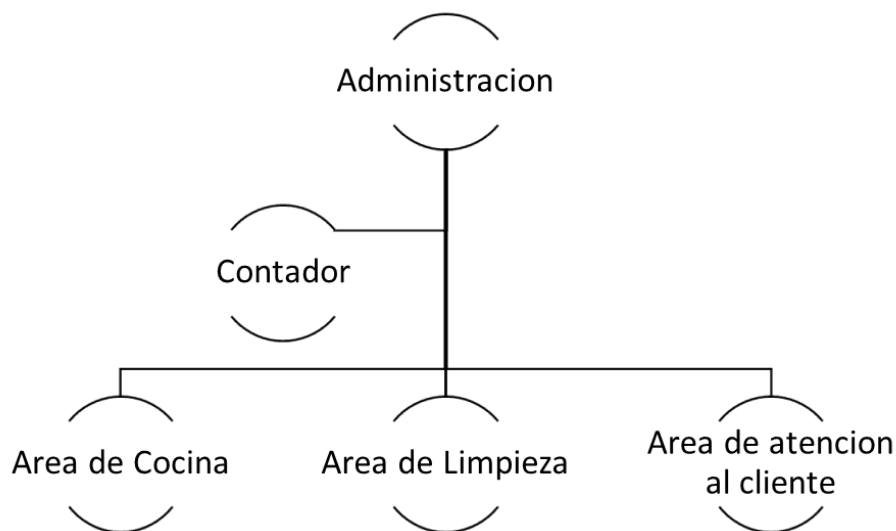 Administracion
Contador
Area de Cocina
Area de Limpieza
Area de atencion
al cliente